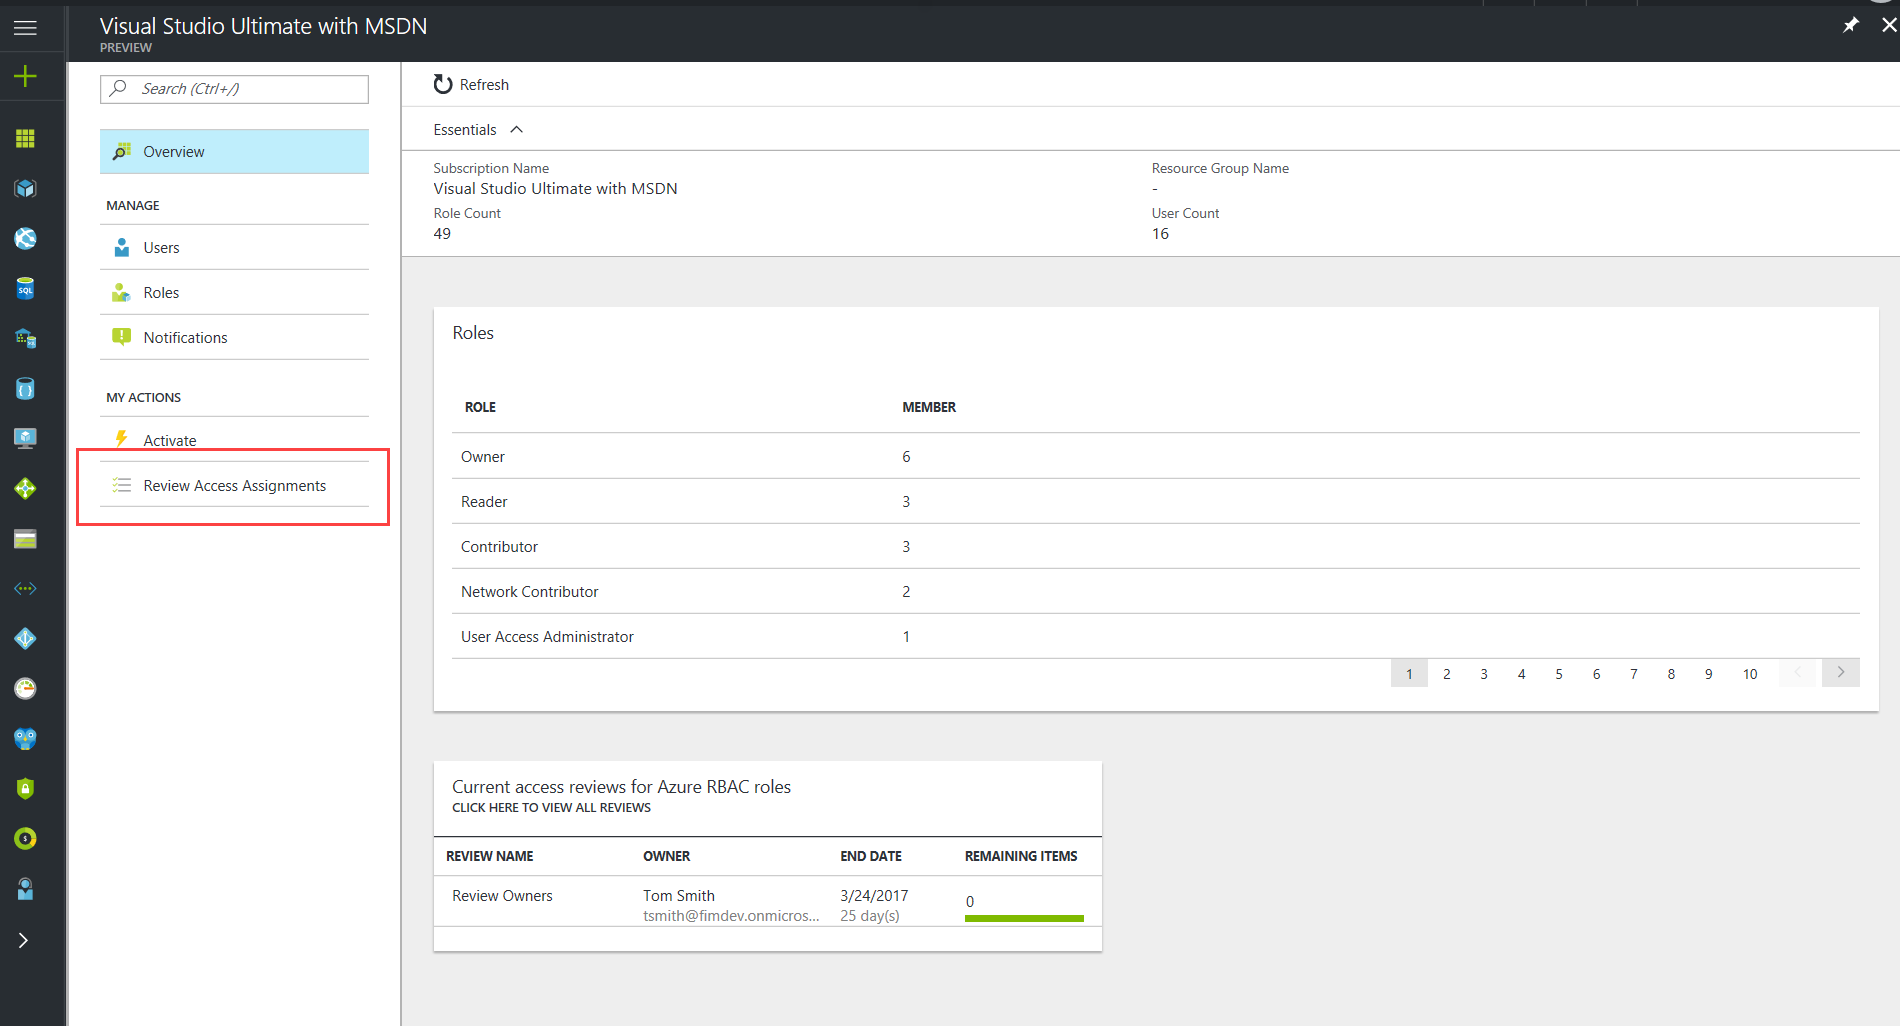 Visual Studio Ultimate with MSDN
PREVIEW
Search (Ctrl+/)
Overview
MANAGE
Users
Roles
Notifications
MY ACTIONS
Activate
Review Access Assignments
Refresh
Essentials
Subscription Name
Visual Studio Ultimate with MSDN
Role Count
49
Resource Group Name
-
User Count
16
Roles
ROLE MEMBER
Owner 6
Reader 3
Contributor 3
Network Contributor 2
User Access Administrator 1
1 2 3 4 5 6 7 8 9 10
Current access reviews for Azure RBAC roles
CLICK HERE TO VIEW ALL REVIEWS
REVIEW NAME OWNER END DATE REMAINING ITEMS
Review Owners Tom Smith 3/24/2017 0
tsmith@fimdev.onmicros... 25 day(s)
SQL